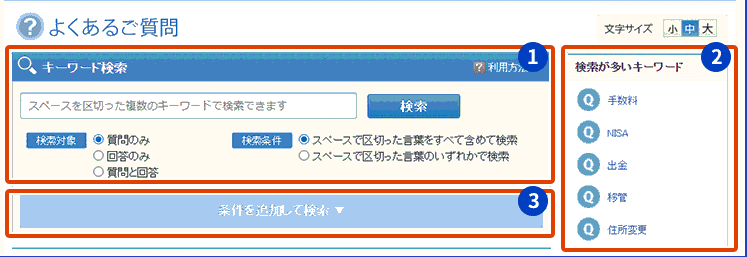 ? よくあるご質問
文字サイズ 小 中 大
キーワード検索
? 利用方法
1
スペースを区切った複数のキーワードで検索できます
検索
検索対象
質問のみ
回答のみ
質問と回答
検索条件
スペースで区切った言葉をすべて含めて検索
スペースで区切った言葉のいずれかで検索
3
条件を追加して検索 ▼
2
検索が多いキーワード
Q 手数料
Q NISA
Q 出金
Q 移管
Q 住所変更